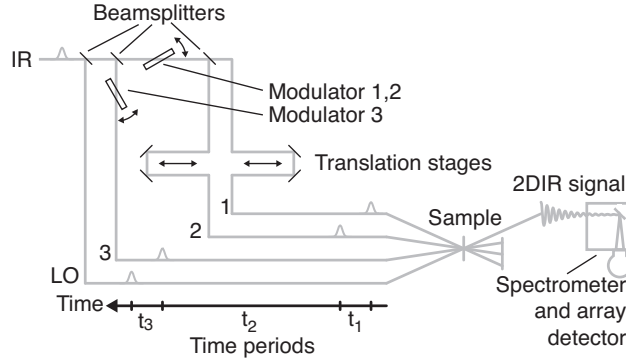 Beamsplitters
IR
Modulator 1,2
Modulator 3
Translation stages
2DIR signal
1
Sample
2
3
LO
Spectrometer
and array
detector
Time
t3
t2
t1
Time periods